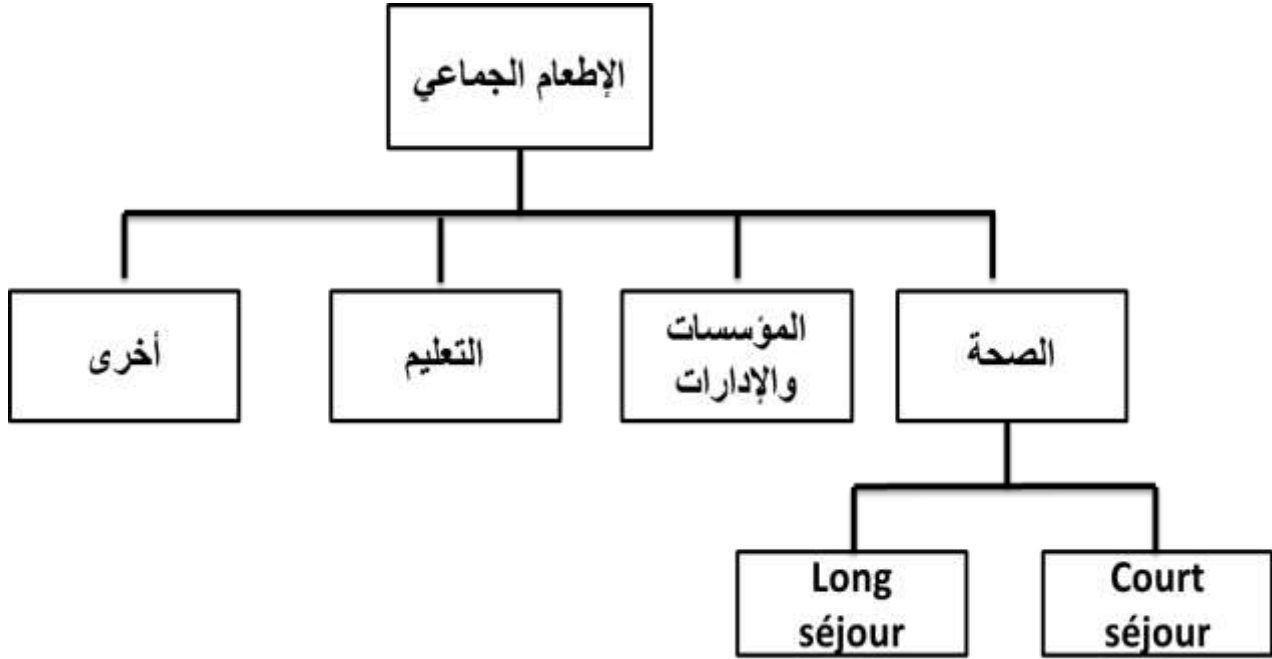 الإطعام الجماعي
الصحة
المؤسسات
والإدارات
التعليم
أخرى
Court
séjour
Long
séjour